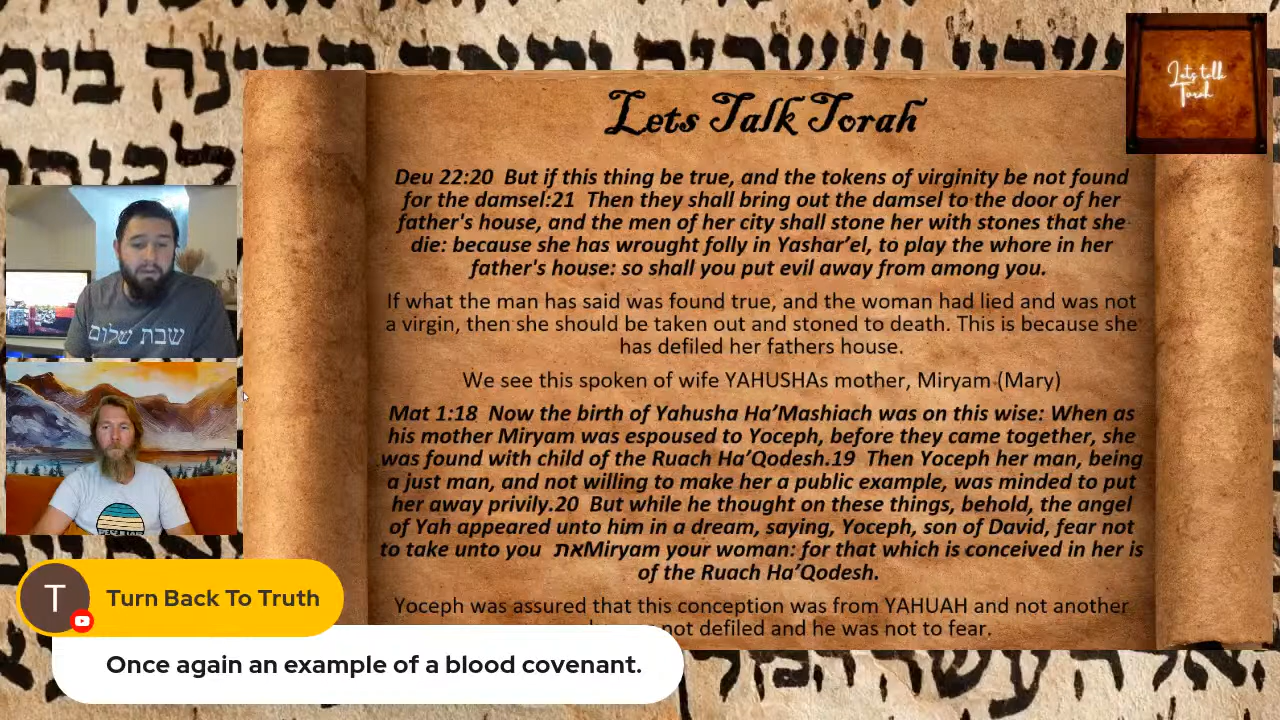 Lets talk
Torah
Lets Talk Torah
Deu 22:20  But if this thing be true, and the tokens of virginity be not found
for the damsel:21  Then they shall bring out the damsel to the door of her
father's house, and the men of her city shall stone her with stones that she
die: because she has wrought folly in Yashar’el, to play the whore in her
father's house: so shall you put evil away from among you.
If what the man has said was found true, and the woman had lied and was not
a virgin, then she should be taken out and stoned to death. This is because she
has defiled her fathers house.
We see this spoken of wife YAHUSHAs mother, Miryam (Mary)
Mat 1:18  Now the birth of Yahusha Ha’Mashiach was on this wise: When as
his mother Miryam was espoused to Yoceph, before they came together, she
was found with child of the Ruach Ha’Qodesh.19  Then Yoceph her man, being
a just man, and not willing to make her a public example, was minded to put
her away privily.20  But while he thought on these things, behold, the angel
of Yah appeared unto him in a dream, saying, Yoceph, son of David, fear not
to take unto you  אתMiryam your woman: for that which is conceived in her is
of the Ruach Ha’Qodesh.
Yoceph was assured that this conception was from YAHUAH and not another
not defiled and he was not to fear.
שבת שלום
T
Turn Back To Truth
Once again an example of a blood covenant.